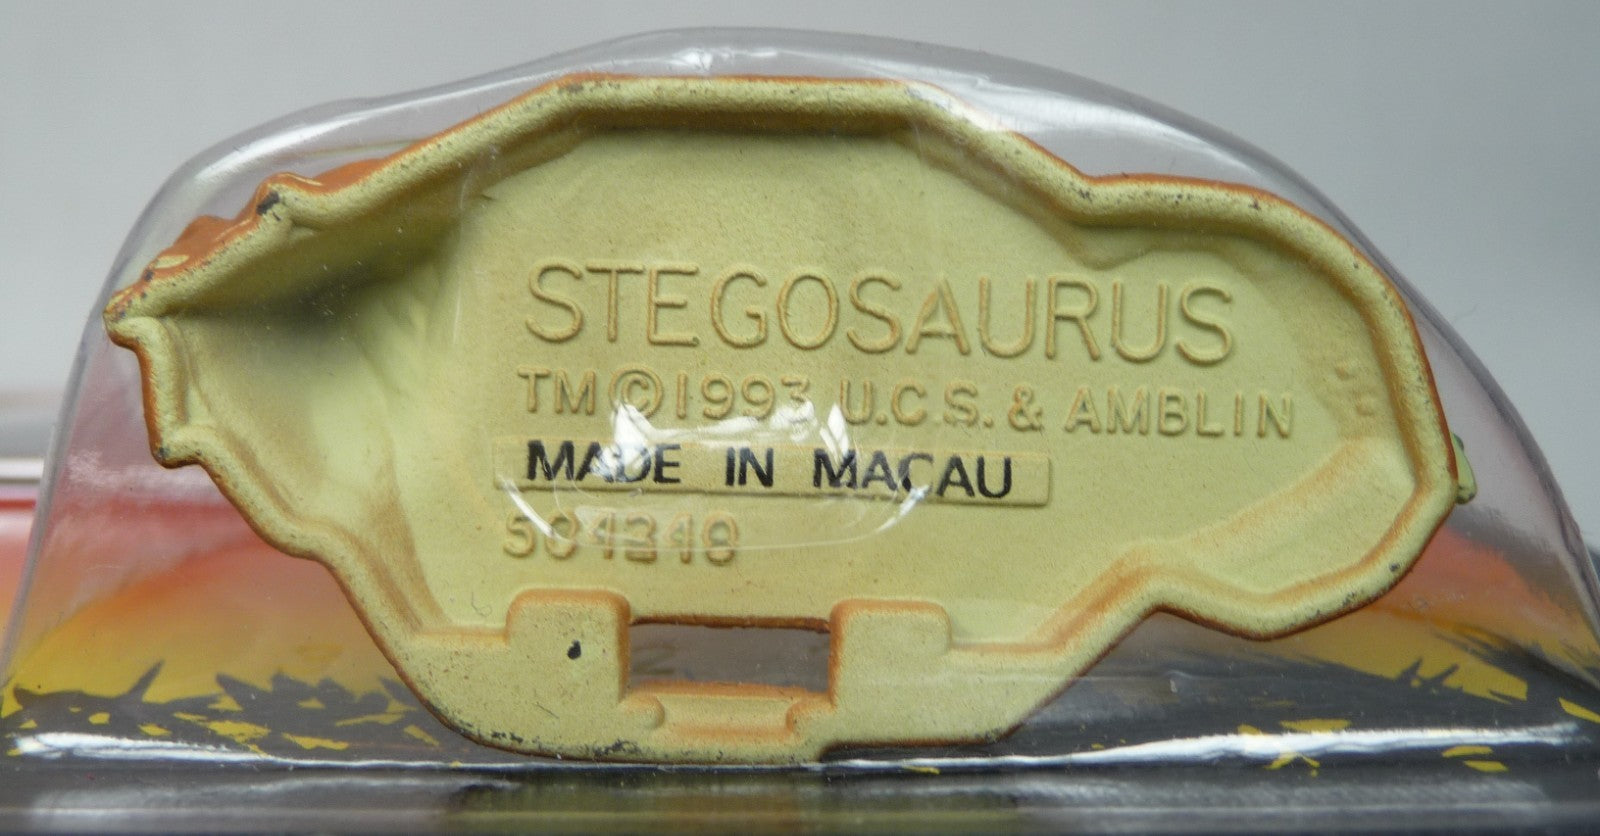 STEGOSAURUS
TM©1993 U.C.S. & AMBLIN
MADE IN MACAU